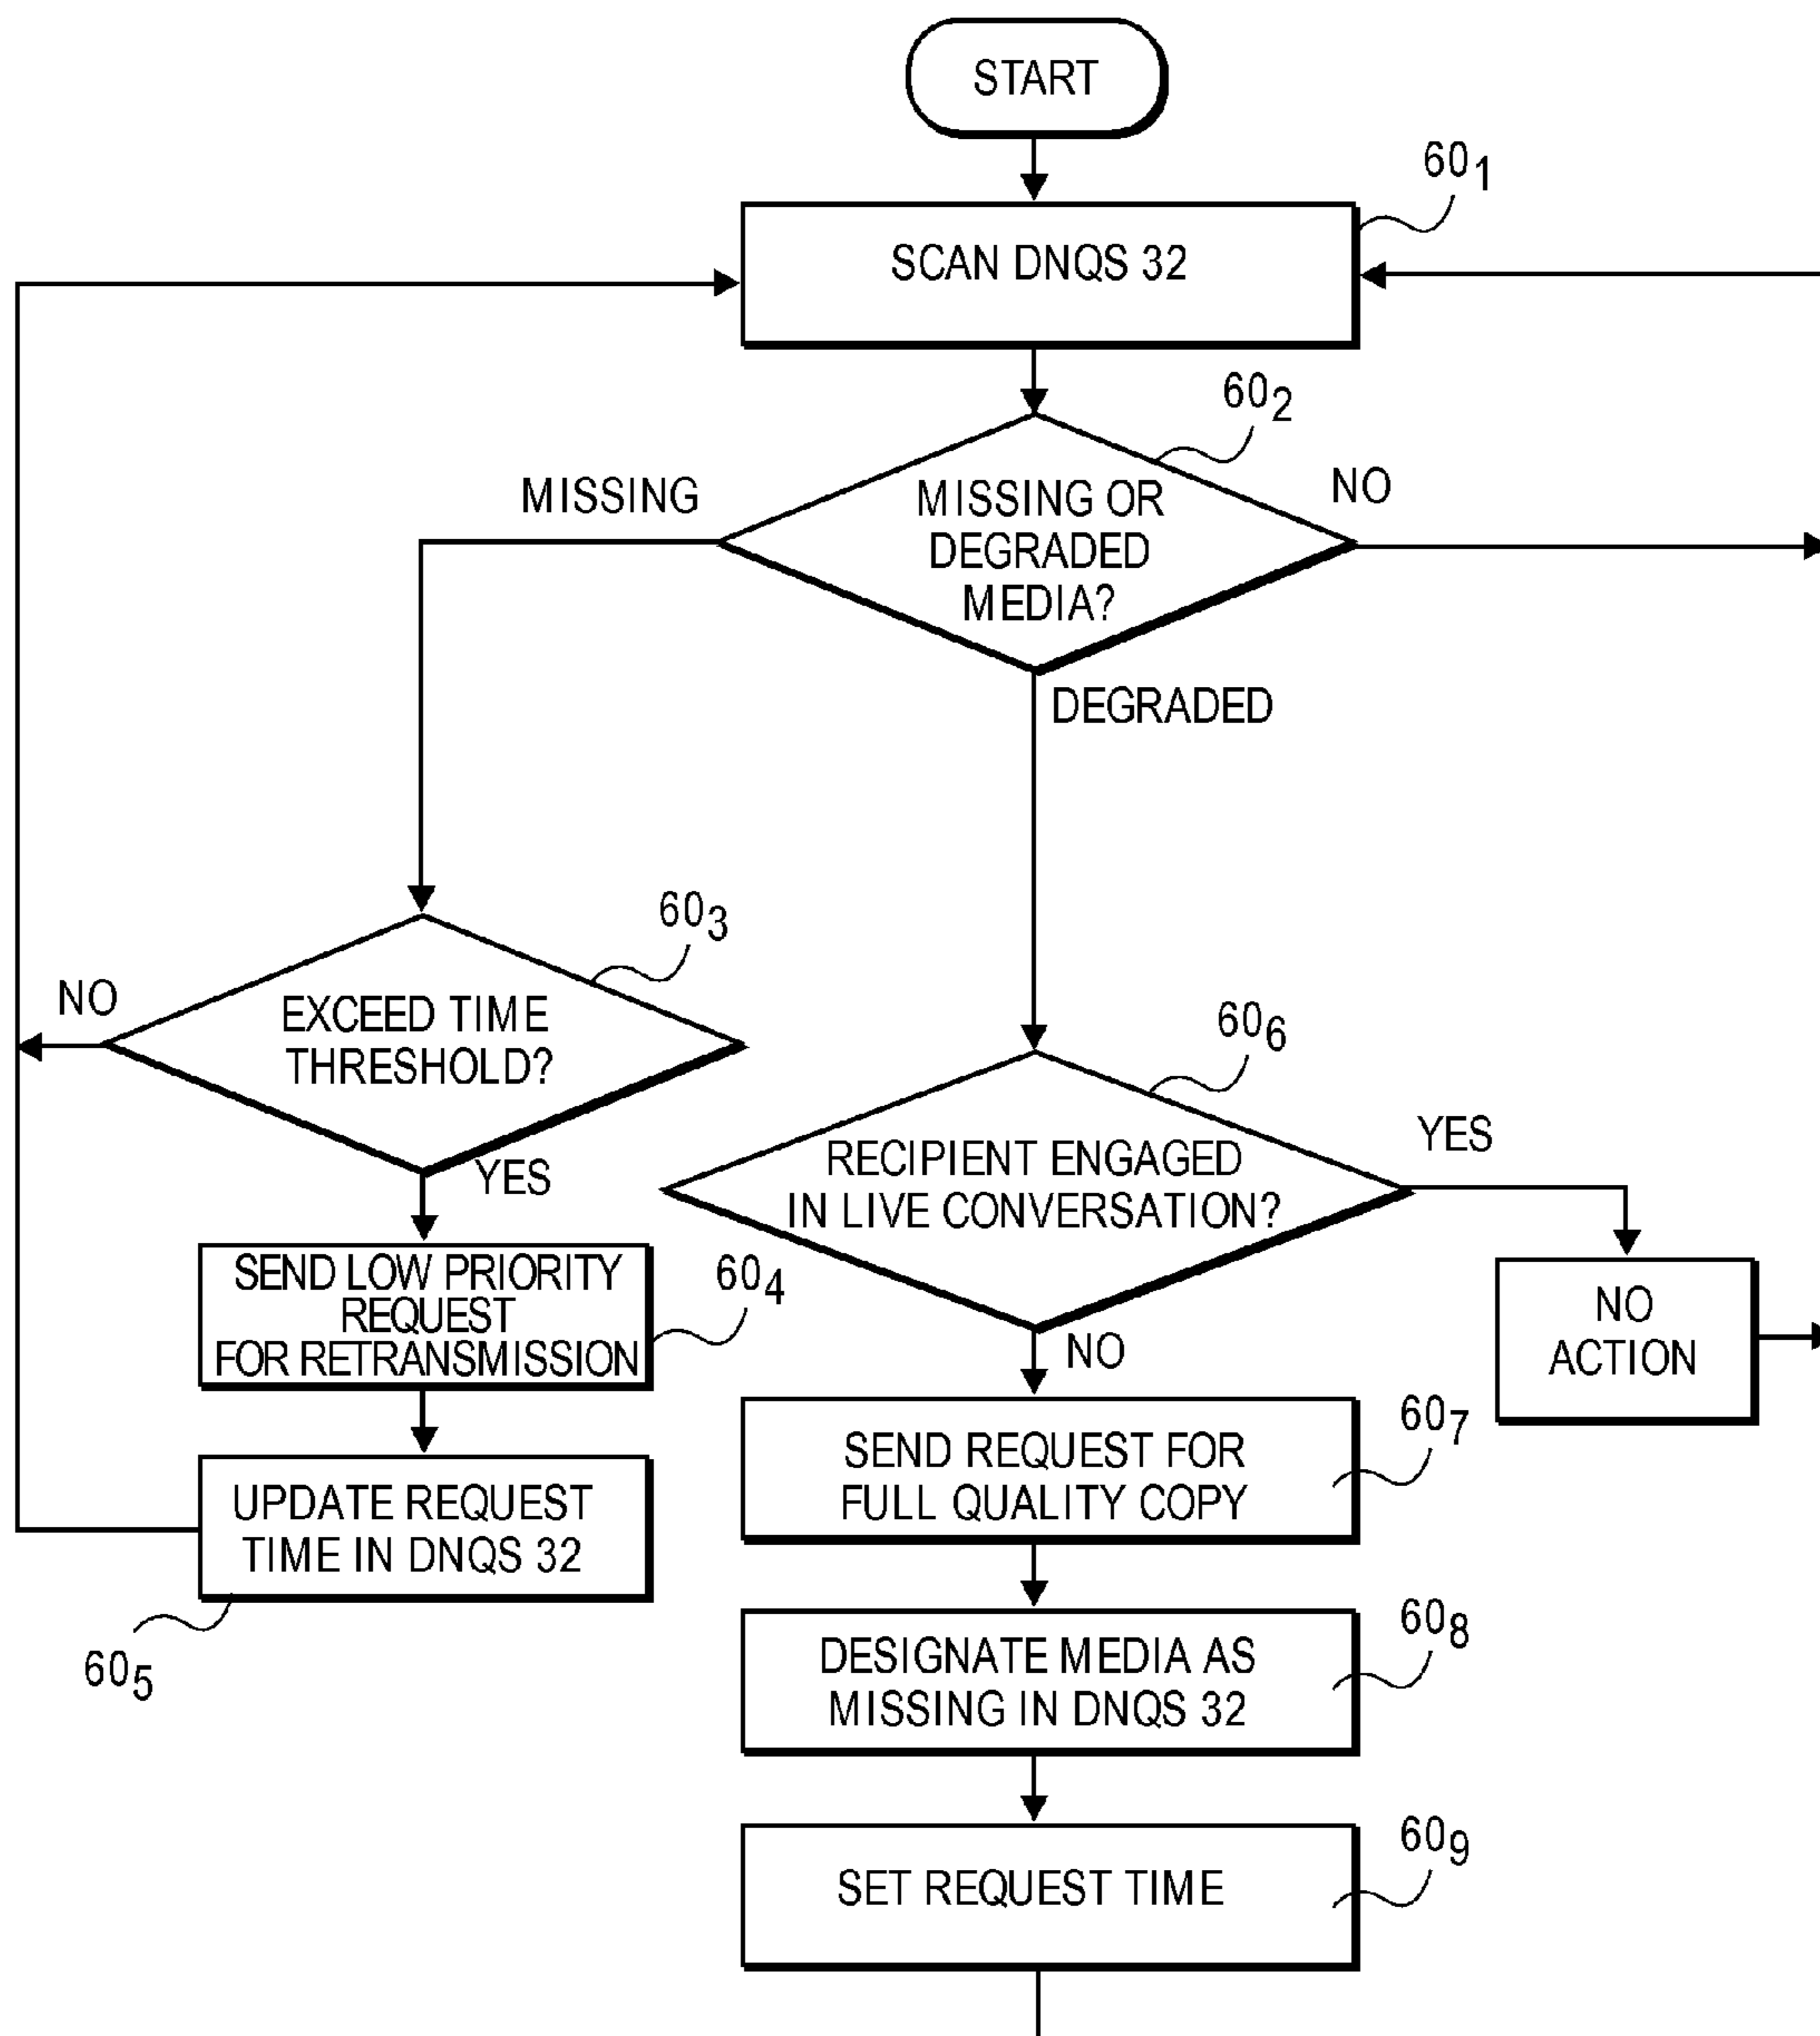 START
60₁
SCAN DNQS 32
60₂
MISSING
MISSING OR
DEGRADED
MEDIA?
NO
DEGRADED
60₃
NO
EXCEED TIME
THRESHOLD?
YES
60₆
RECIPIENT ENGAGED
IN LIVE CONVERSATION?
YES
SEND LOW PRIORITY
REQUEST
FOR RETRANSMISSION
60₄
NO
ACTION
NO
UPDATE REQUEST
TIME IN DNQS 32
60₅
SEND REQUEST FOR
FULL QUALITY COPY
60₇
DESIGNATE MEDIA AS
MISSING IN DNQS 32
60₈
SET REQUEST TIME
60₉